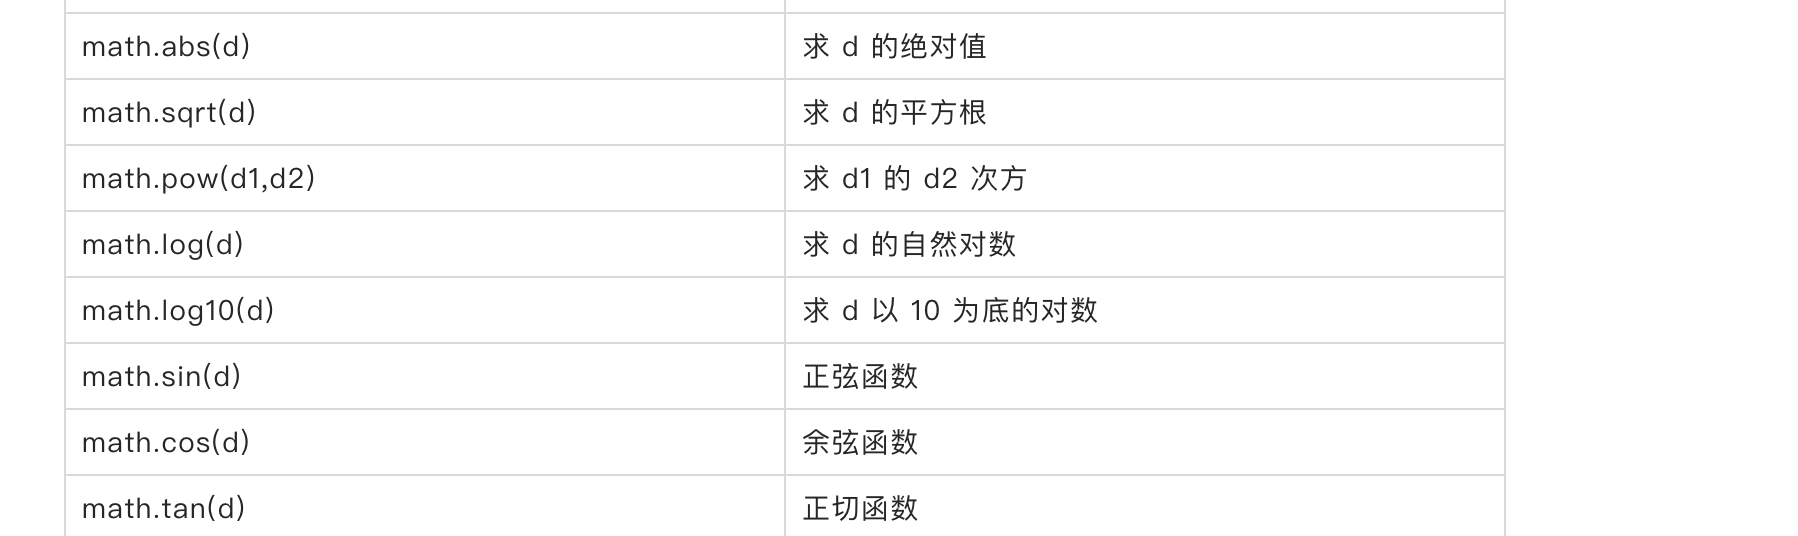 math.abs(d) 求 d 的绝对值
math.sqrt(d) 求 d 的平方根
math.pow(d1,d2) 求 d1 的 d2 次方
math.log(d) 求 d 的自然对数
math.log10(d) 求 d 以 10 为底的对数
math.sin(d) 正弦函数
math.cos(d) 余弦函数
math.tan(d) 正切函数